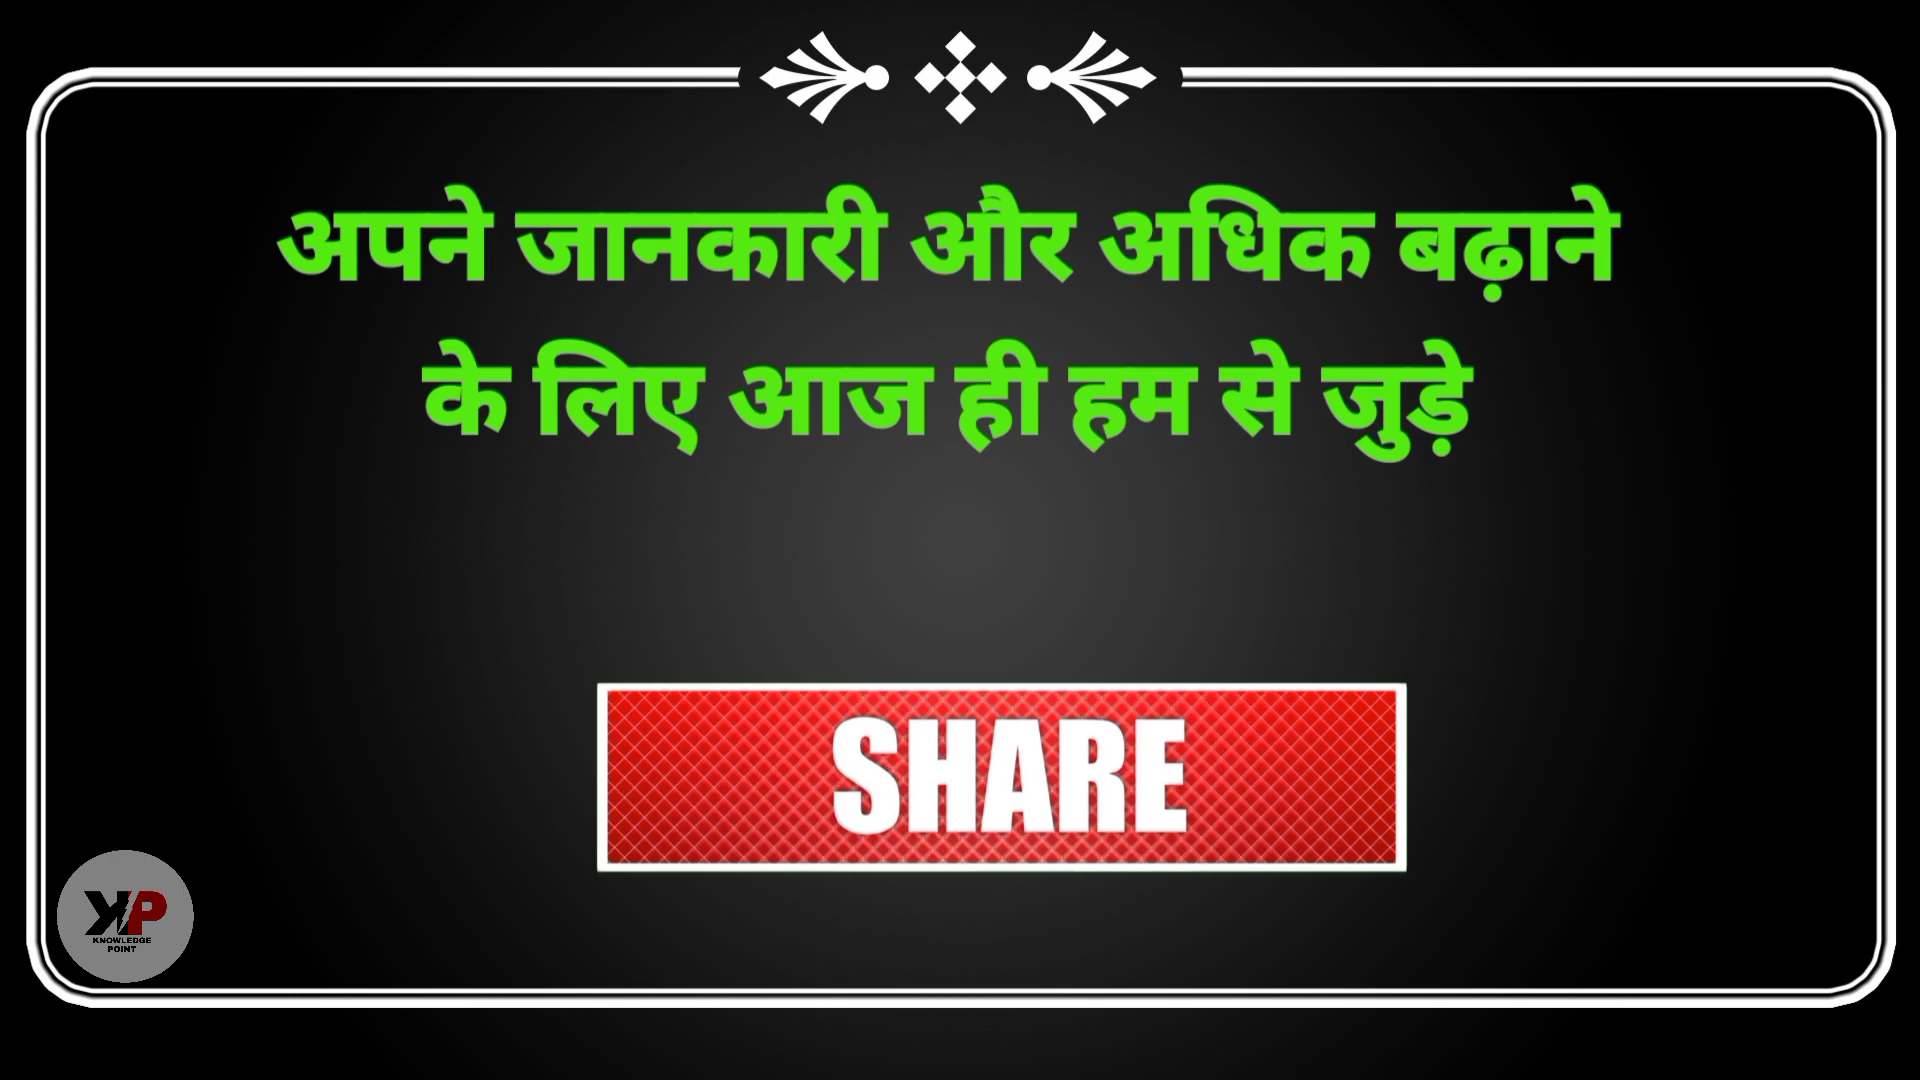 अपने जानकारी और अधिक बढ़ाने
के लिए आज ही हम से जुड़े
SHARE
KP
KNOWLEDGE
POINT